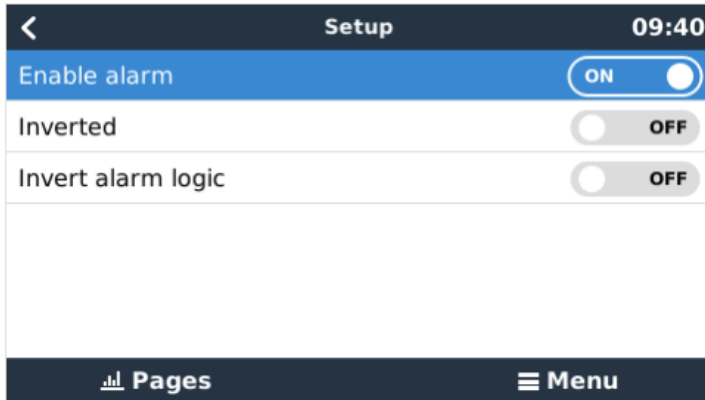 Setup 09:40
Enable alarm ON
Inverted OFF
Invert alarm logic OFF
Pages Menu